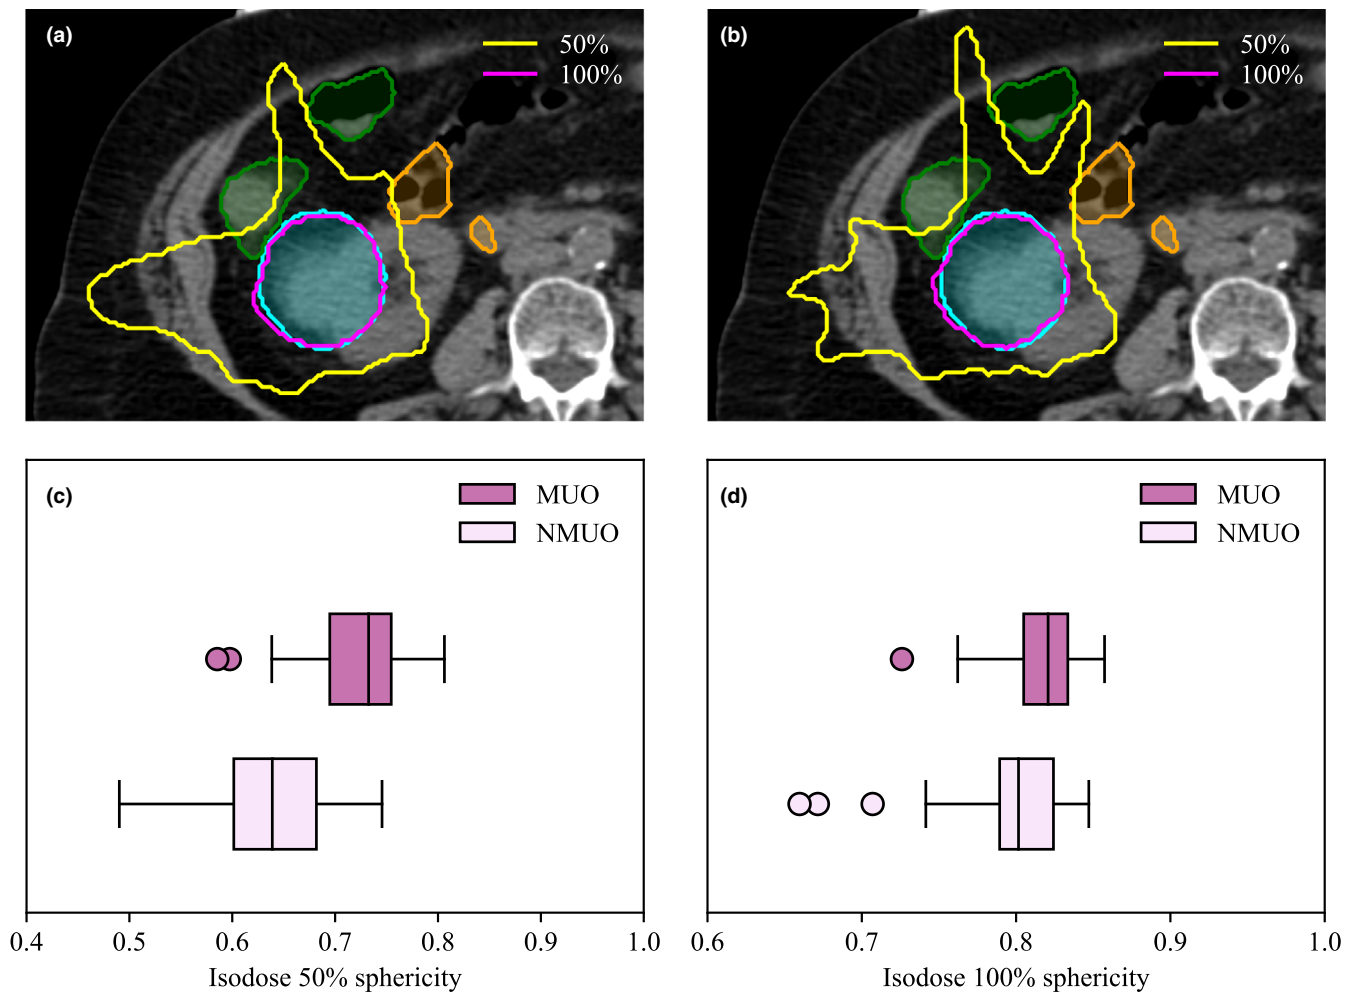 (a)
50%
100%
(b)
50%
100%
(c)
MUO
NMUO
0.4 0.5 0.6 0.7 0.8 0.9 1.0
Isodose 50% sphericity
(d)
MUO
NMUO
0.6 0.7 0.8 0.9 1.0
Isodose 100% sphericity